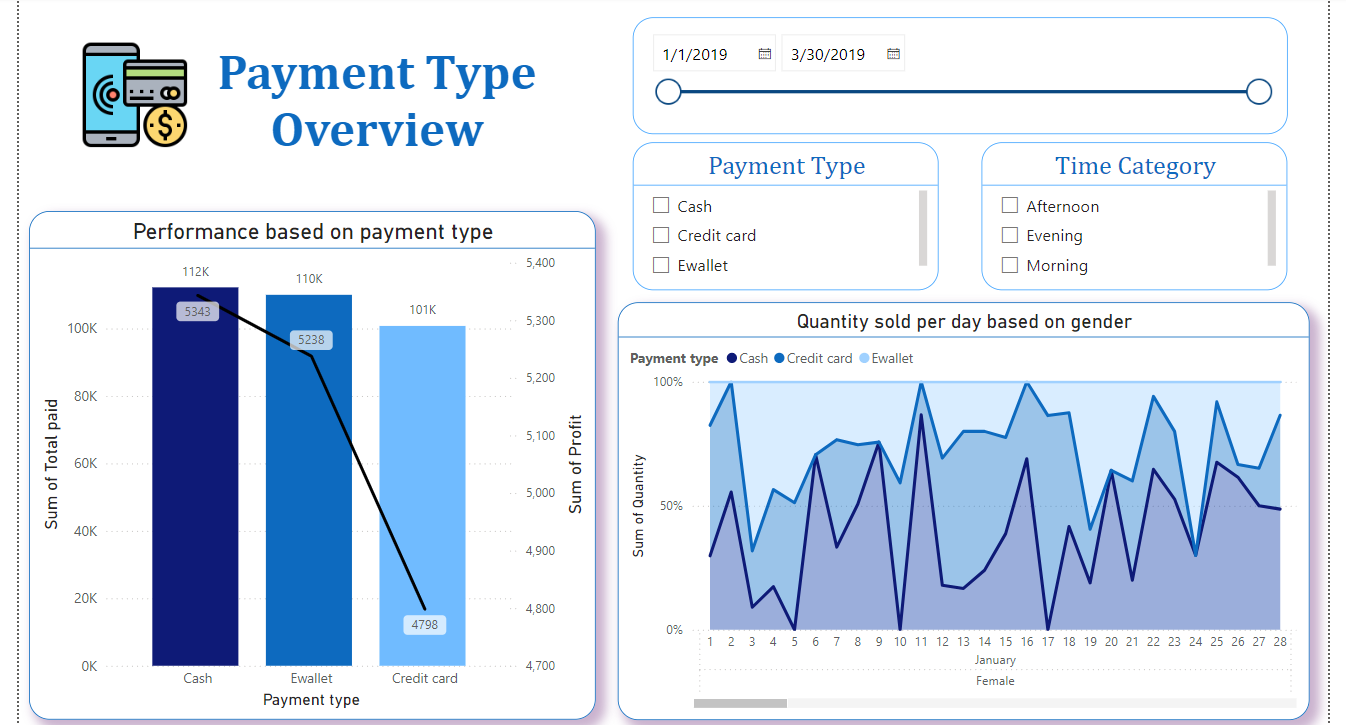 Payment Type
Overview
1/1/2019
3/30/2019
Payment Type
Cash
Credit card
Ewallet
Time Category
Afternoon
Evening
Morning
Performance based on payment type
112K
110K
101K
5343
5238
4798
100K
80K
60K
40K
20K
0K
Sum of Total paid
5,400
5,300
5,200
5,100
5,000
4,900
4,800
4,700
Sum of Profit
Cash Ewallet Credit card
Payment type
Quantity sold per day based on gender
Payment type Cash Credit card Ewallet
100%
50%
0%
Sum of Quantity
1 2 3 4 5 6 7 8 9 10 11 12 13 14 15 16 17 18 19 20 21 22 23 24 25 26 27 28
January
Female